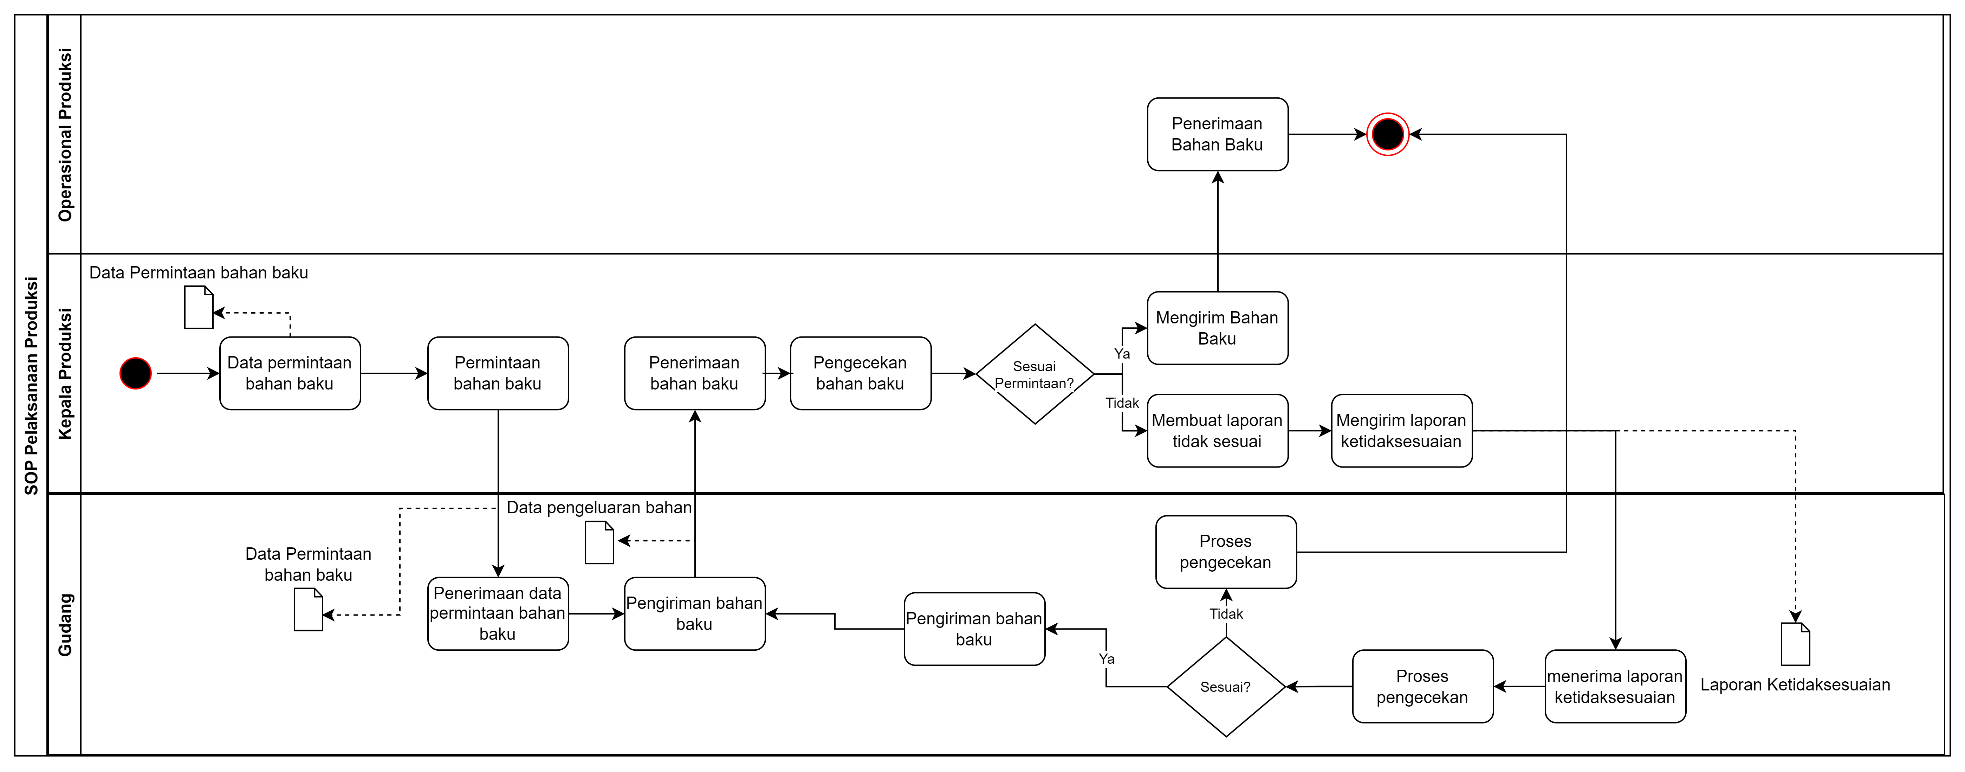 SOP Pelaksanaan Produksi
Operasional Produksi
Penerimaan
Bahan Baku
Kepala Produksi
Data Permintaan bahan baku
Data permintaan
bahan baku
Permintaan
bahan baku
Penerimaan
bahan baku
Pengecekan
bahan baku
Sesuai
Permintaan?
Ya
Tidak
Mengirim Bahan
Baku
Membuat laporan
tidak sesuai
Mengirim laporan
ketidaksesuaian
Gudang
Data Permintaan
bahan baku
Data pengeluaran bahan
Penerimaan data
permintaan bahan
baku
Pengiriman bahan
baku
Pengiriman bahan
baku
Ya
Proses
pengecekan
Tidak
Sesuai?
Proses
pengecekan
menerima laporan
ketidaksesuaian
Laporan Ketidaksesuaian